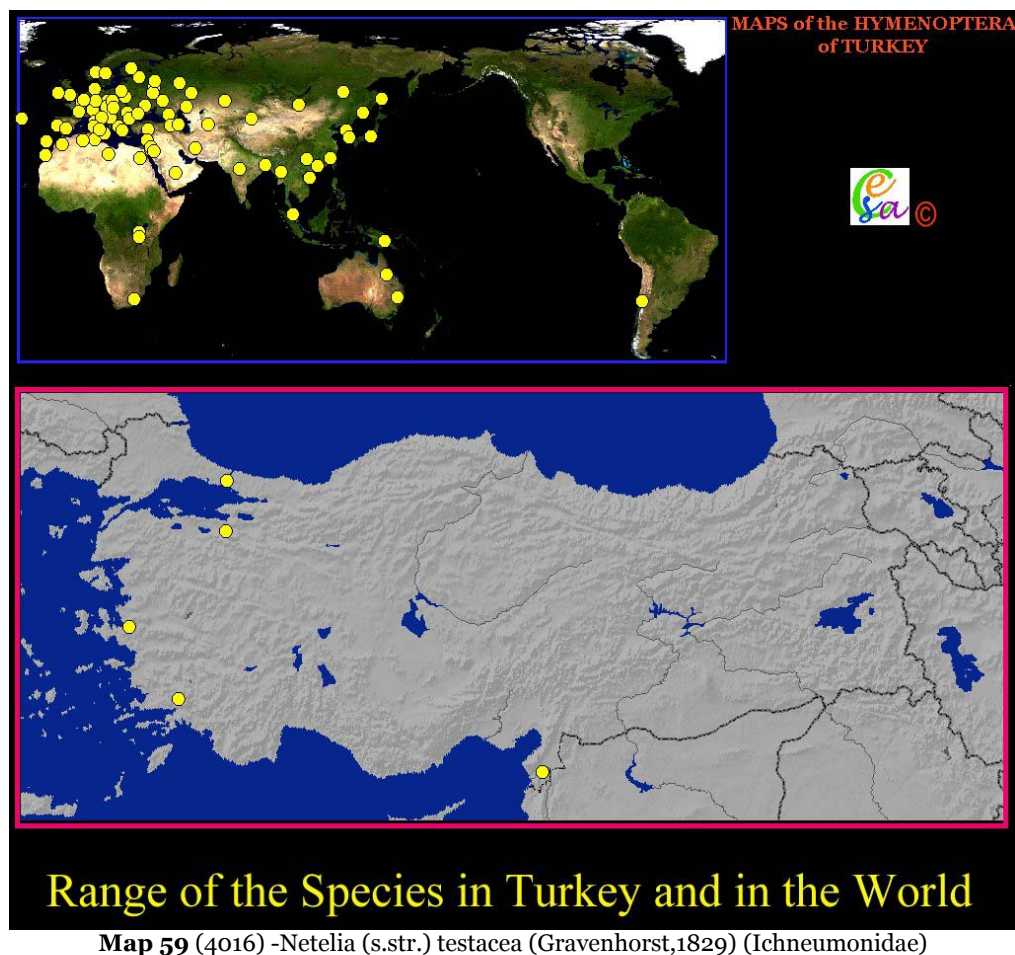 MAPS of the HYMENOPTERA
of TURKEY
Cesa ©
Range of the Species in Turkey and in the World
Map 59 (4016) -Netelia (s.str.) testacea (Gravenhorst,1829) (Ichneumonidae)